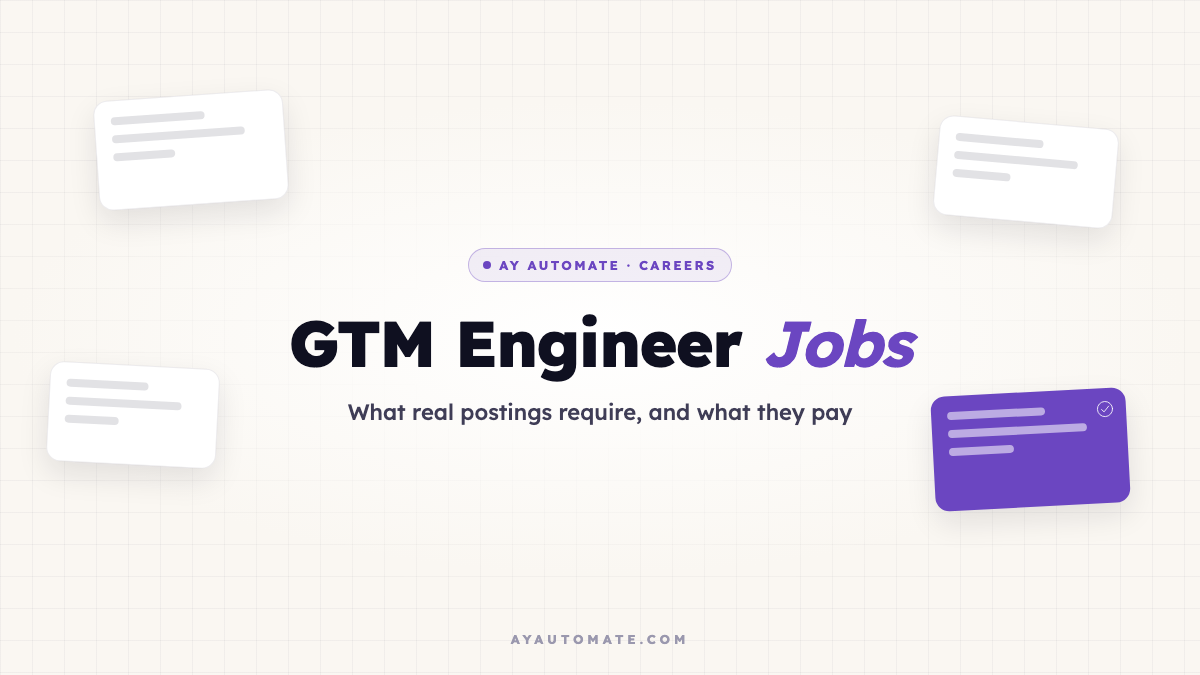 AY AUTOMATE · CAREERS
GTM Engineer Jobs
What real postings require, and what they pay
AYAUTOMATE.COM